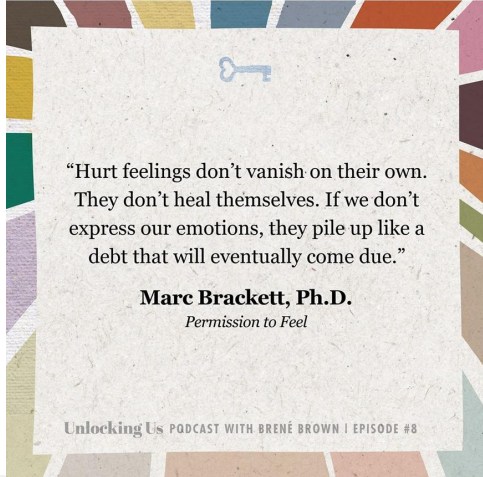 “Hurt feelings don’t vanish on their own.
They don’t heal themselves. If we don’t
express our emotions, they pile up like a
debt that will eventually come due.”
Marc Brackett, Ph.D.
Permission to Feel
Unlocking Us PODCAST WITH BRENÉ BROWN | EPISODE #8